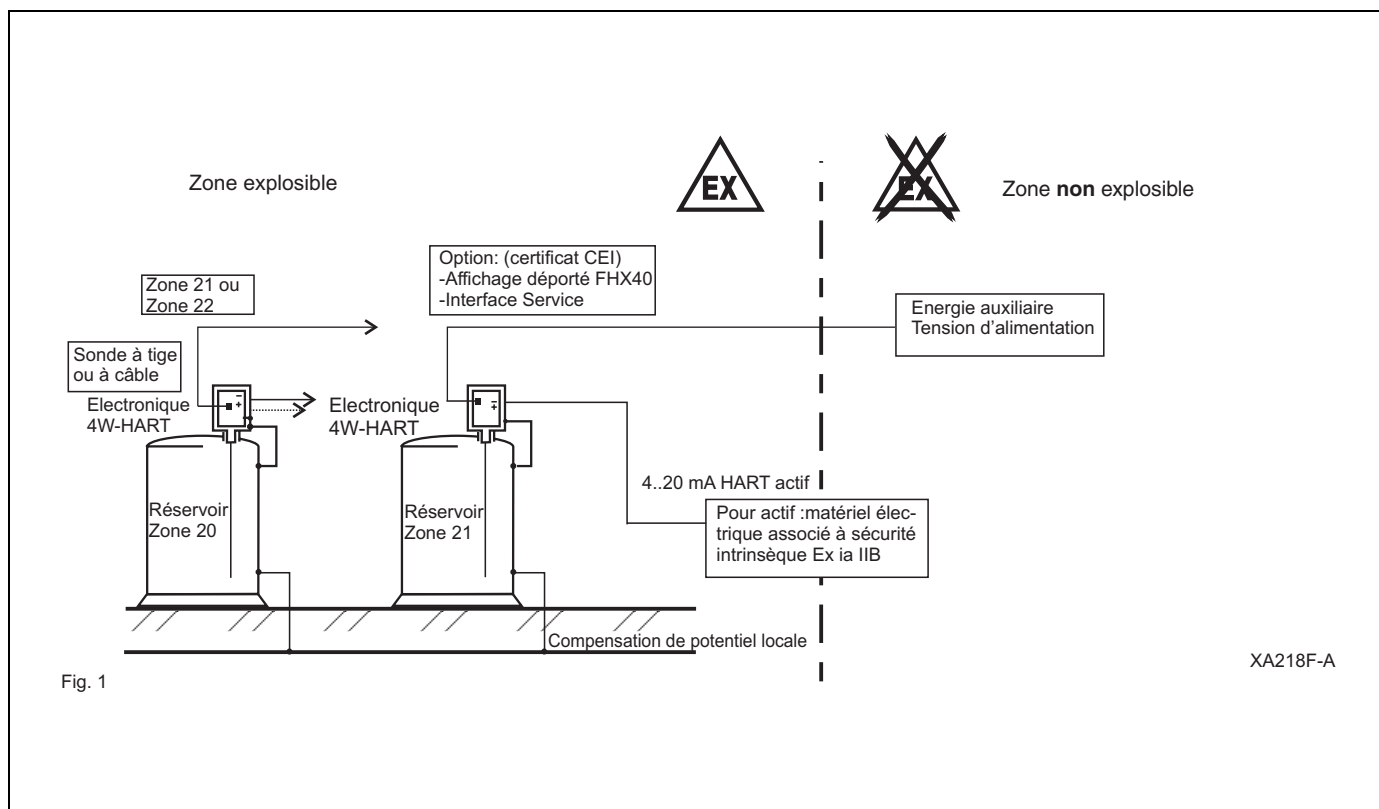 Zone explosible
EX
EX
Zone non explosible
Option: (certificat CEI)
-Affichage déporté FHX40
-Interface Service
Zone 21 ou
Zone 22
Energie auxiliaire
Tension d'alimentation
Sonde à tige
ou à câble
Electronique
4W-HART
– +
Electronique
4W-HART
– +
4..20 mA HART actif
Réservoir
Zone 20
Réservoir
Zone 21
Pour actif :matériel élec-
trique associé à sécurité
intrinsèque Ex ia IIB
Compensation de potentiel locale
XA218F-A
Fig. 1